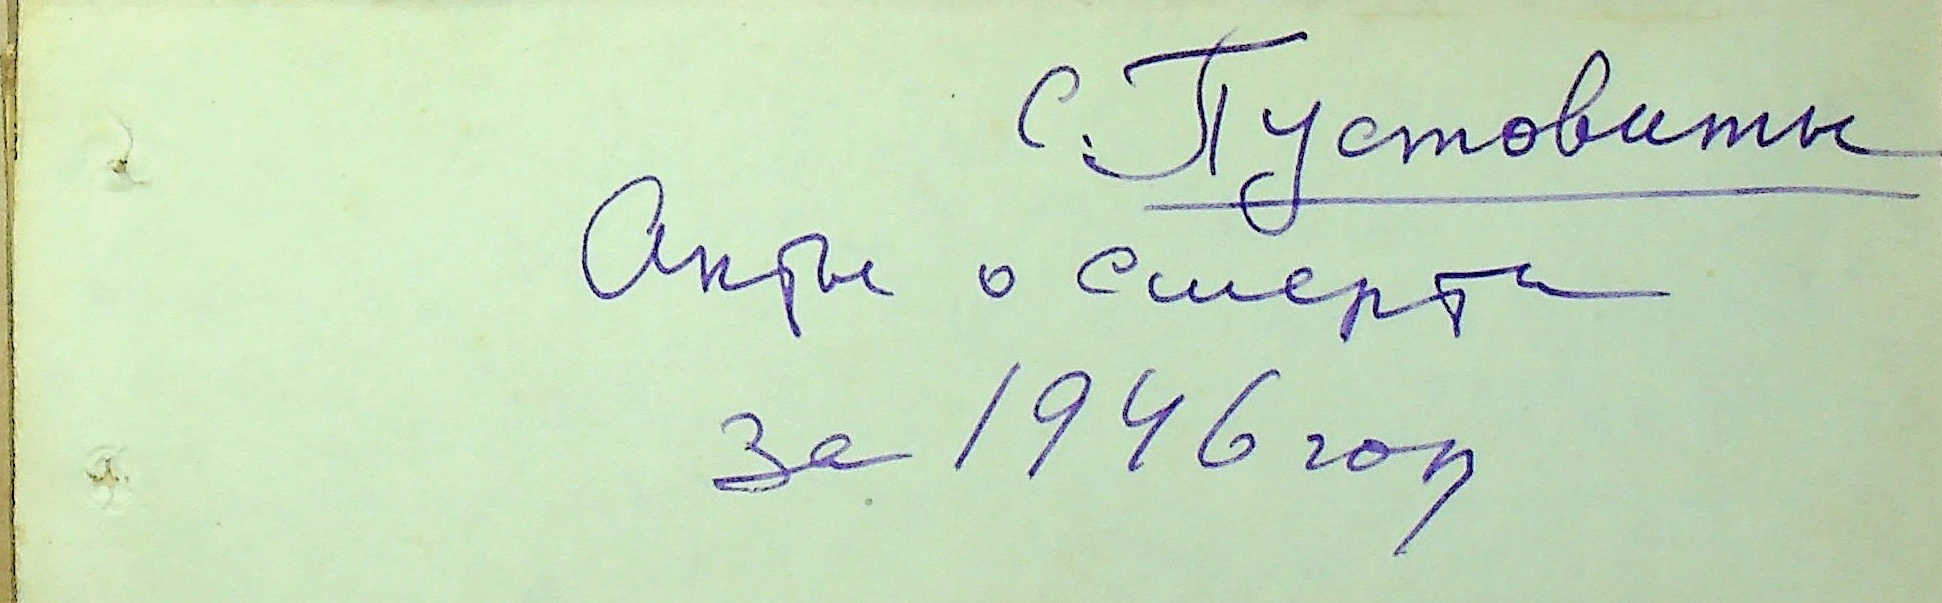 с. Пустовиты
Акты о смерти
за 1946 год